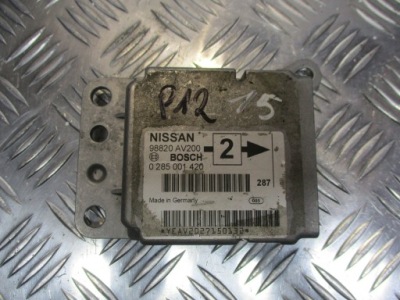 P12 1/5
NISSAN
98820 AV200
BOSCH
2
0 285 001 420
287
Made in Germany